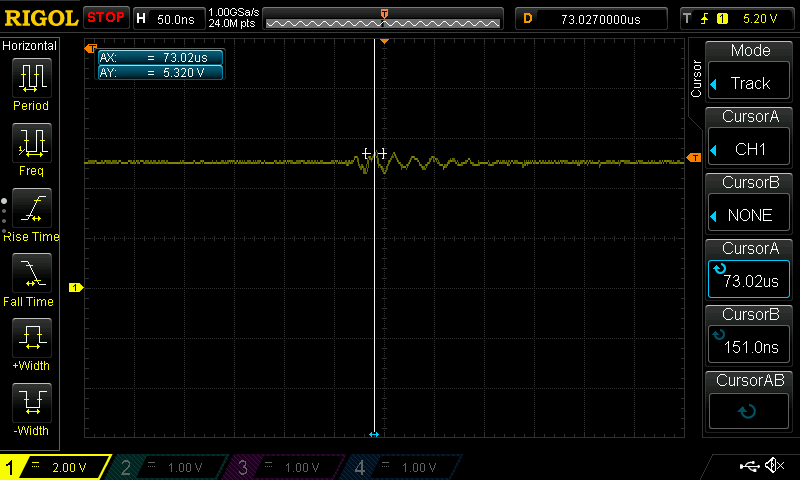 RIGOL STOP H 50.0ns 1.00GSa/s 24.0M pts T D 73.0270000us T 1 5.20 V
Horizontal
Period
Freq
Rise Time
Fall Time
+Width
-Width
T
AX: = 73.02us
AY: = 5.320 V
T
1
Cursor
Mode
Track
CursorA
CH1
CursorB
NONE
CursorA
73.02us
CursorB
151.0ns
CursorAB
1 = 2.00 V 2 = 1.00 V 3 = 1.00 V 4 = 1.00 V